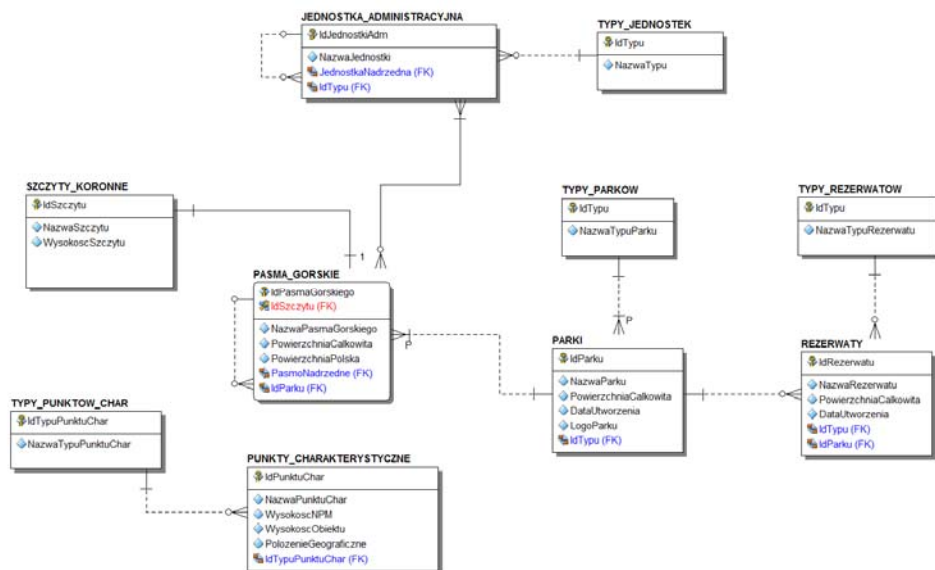 JEDNOSTKA_ADMINISTRACYJNA
IdJednostkiAdm
NazwaJednostki
JednostkaNadrzedna (FK)
IdTypu (FK)
TYPY_JEDNOSTEK
IdTypu
NazwaTypu
SZCZYTY_KORONNE
IdSzczytu
NazwaSzczytu
WysokoscSzczytu
1
PASMA_GORSKIE
IdPasmaGorskiego
IdSzczytu (FK)
NazwaPasmaGorskiego
PowierzchniaCalkowita
PowierzchniaPolska
PasmoNadrzedne (FK)
IdParku (FK)
P
TYPY_PARKOW
IdTypu
NazwaTypuParku
P
TYPY_REZERWATOW
IdTypu
NazwaTypuRezerwatu
PARKI
IdParku
NazwaParku
PowierzchniaCalkowita
DataUtworzenia
LogoParku
IdTypu (FK)
REZERWATY
IdRezerwatu
NazwaRezerwatu
PowierzchniaCalkowita
DataUtworzenia
IdTypu (FK)
IdParku (FK)
TYPY_PUNKTOW_CHAR
IdTypuPunktuChar
NazwaTypuPunktuChar
PUNKTY_CHARAKTERYSTYCZNE
IdPunktuChar
NazwaPunktuChar
WysokoscNPM
WysokoscObiektu
PolozenieGeograficzne
IdTypuPunktuChar (FK)